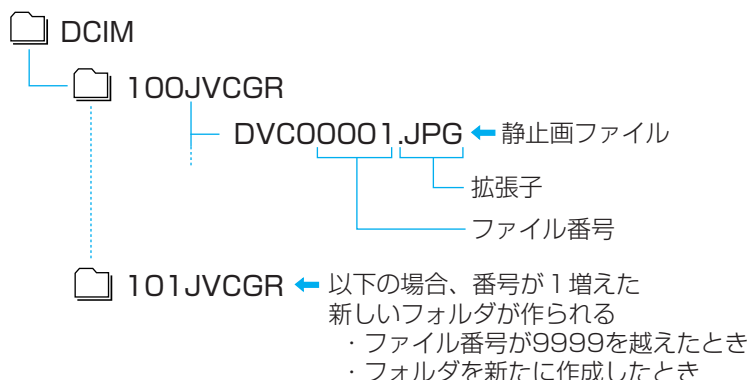 DCIM
100JVCGR
DVC00001.JPG ← 静止画ファイル
拡張子
ファイル番号
101JVCGR ← 以下の場合、番号が1増えた
新しいフォルダが作られる
・ファイル番号が9999を越えたとき
・フォルダを新たに作成したとき